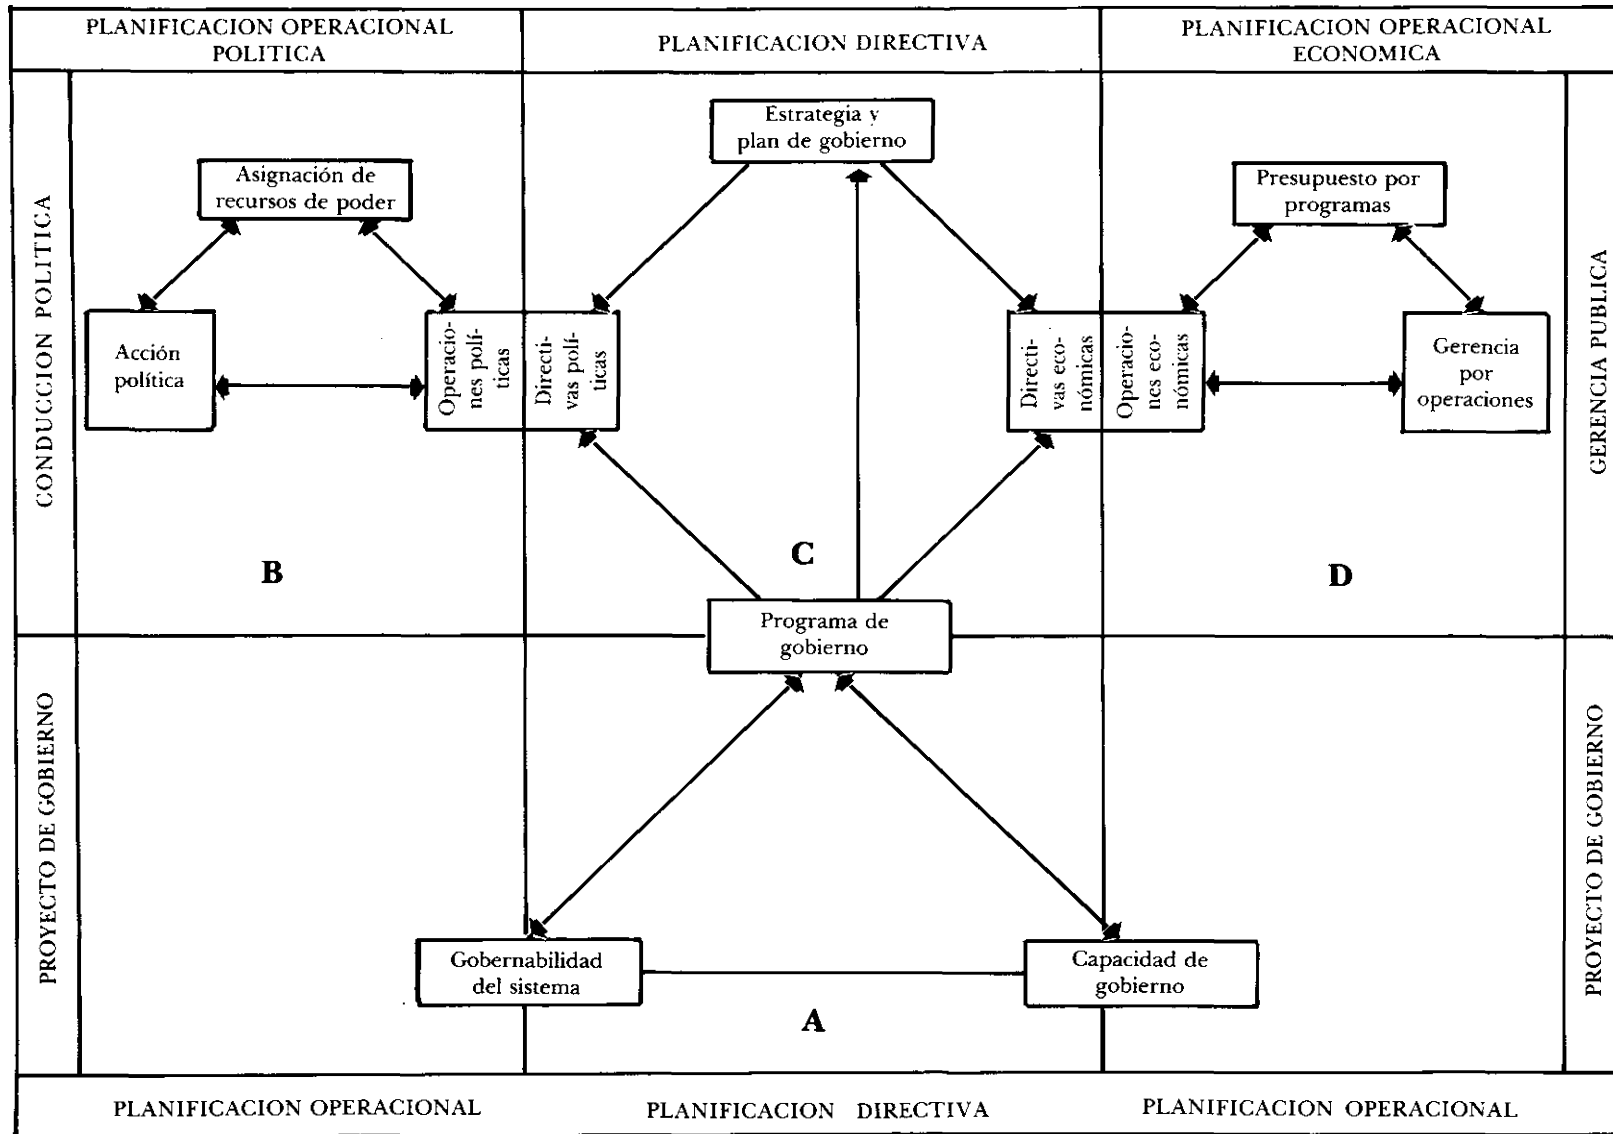 PLANIFICACION OPERACIONAL
POLITICA
PLANIFICACION DIRECTIVA
PLANIFICACION OPERACIONAL
ECONOMICA
CONDUCCION POLITICA
Asignación de
recursos de poder
Acción
política
Operacio-
nes polí-
ticas
Directi-
vas polí-
ticas
Estrategia y
plan de gobierno
Directi-
vas eco-
nómicas
Operacio-
nes eco-
nómicas
Presupuesto por
programas
Gerencia
por
operaciones
GERENCIA PUBLICA
B
C
D
Programa de
gobierno
PROYECTO DE GOBIERNO
Gobernabilidad
del sistema
Capacidad de
gobierno
A
PROYECTO DE GOBIERNO
PLANIFICACION OPERACIONAL
PLANIFICACION DIRECTIVA
PLANIFICACION OPERACIONAL